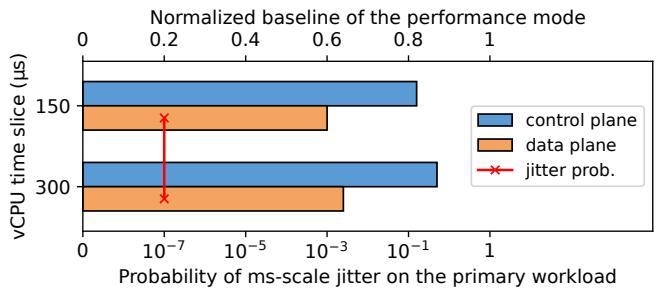 Normalized baseline of the performance mode
0 0.2 0.4 0.6 0.8 1
vCPU time slice (μs)
150
300
control plane
data plane
jitter prob.
0 10⁻⁷ 10⁻⁵ 10⁻³ 10⁻¹ 1
Probability of ms-scale jitter on the primary workload